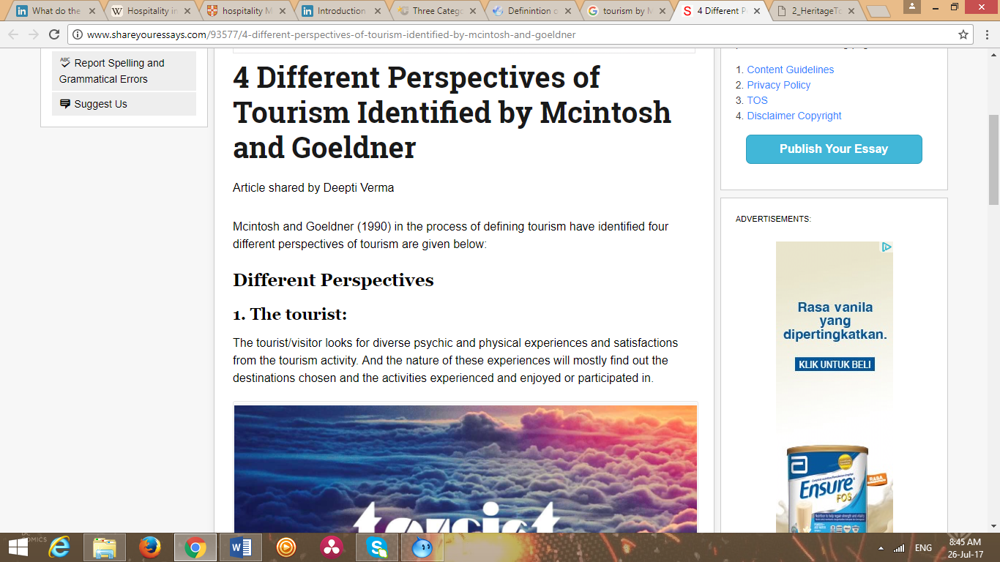 What do the
Hospitality in
hospitality M
Introduction
Three Catego
Definintion o
tourism by M
4 Different P
2_HeritageTo
www.shareyouressays.com/93577/4-different-perspectives-of-tourism-identified-by-mcintosh-and-goeldner
Report Spelling and
Grammatical Errors
Suggest Us
4 Different Perspectives of
Tourism Identified by Mcintosh
and Goeldner
Article shared by Deepti Verma
Mcintosh and Goeldner (1990) in the process of defining tourism have identified four
different perspectives of tourism are given below:
Different Perspectives
1. The tourist:
The tourist/visitor looks for diverse psychic and physical experiences and satisfactions
from the tourism activity. And the nature of these experiences will mostly find out the
destinations chosen and the activities experienced and enjoyed or participated in.
1. Content Guidelines
2. Privacy Policy
3. TOS
4. Disclaimer Copyright
Publish Your Essay
ADVERTISEMENTS:
Rasa vanila
yang
dipertingkatkan.
KLIK UNTUK BELI
Ensure
FOS
RASA
ENG
8:45 AM
26-Jul-17